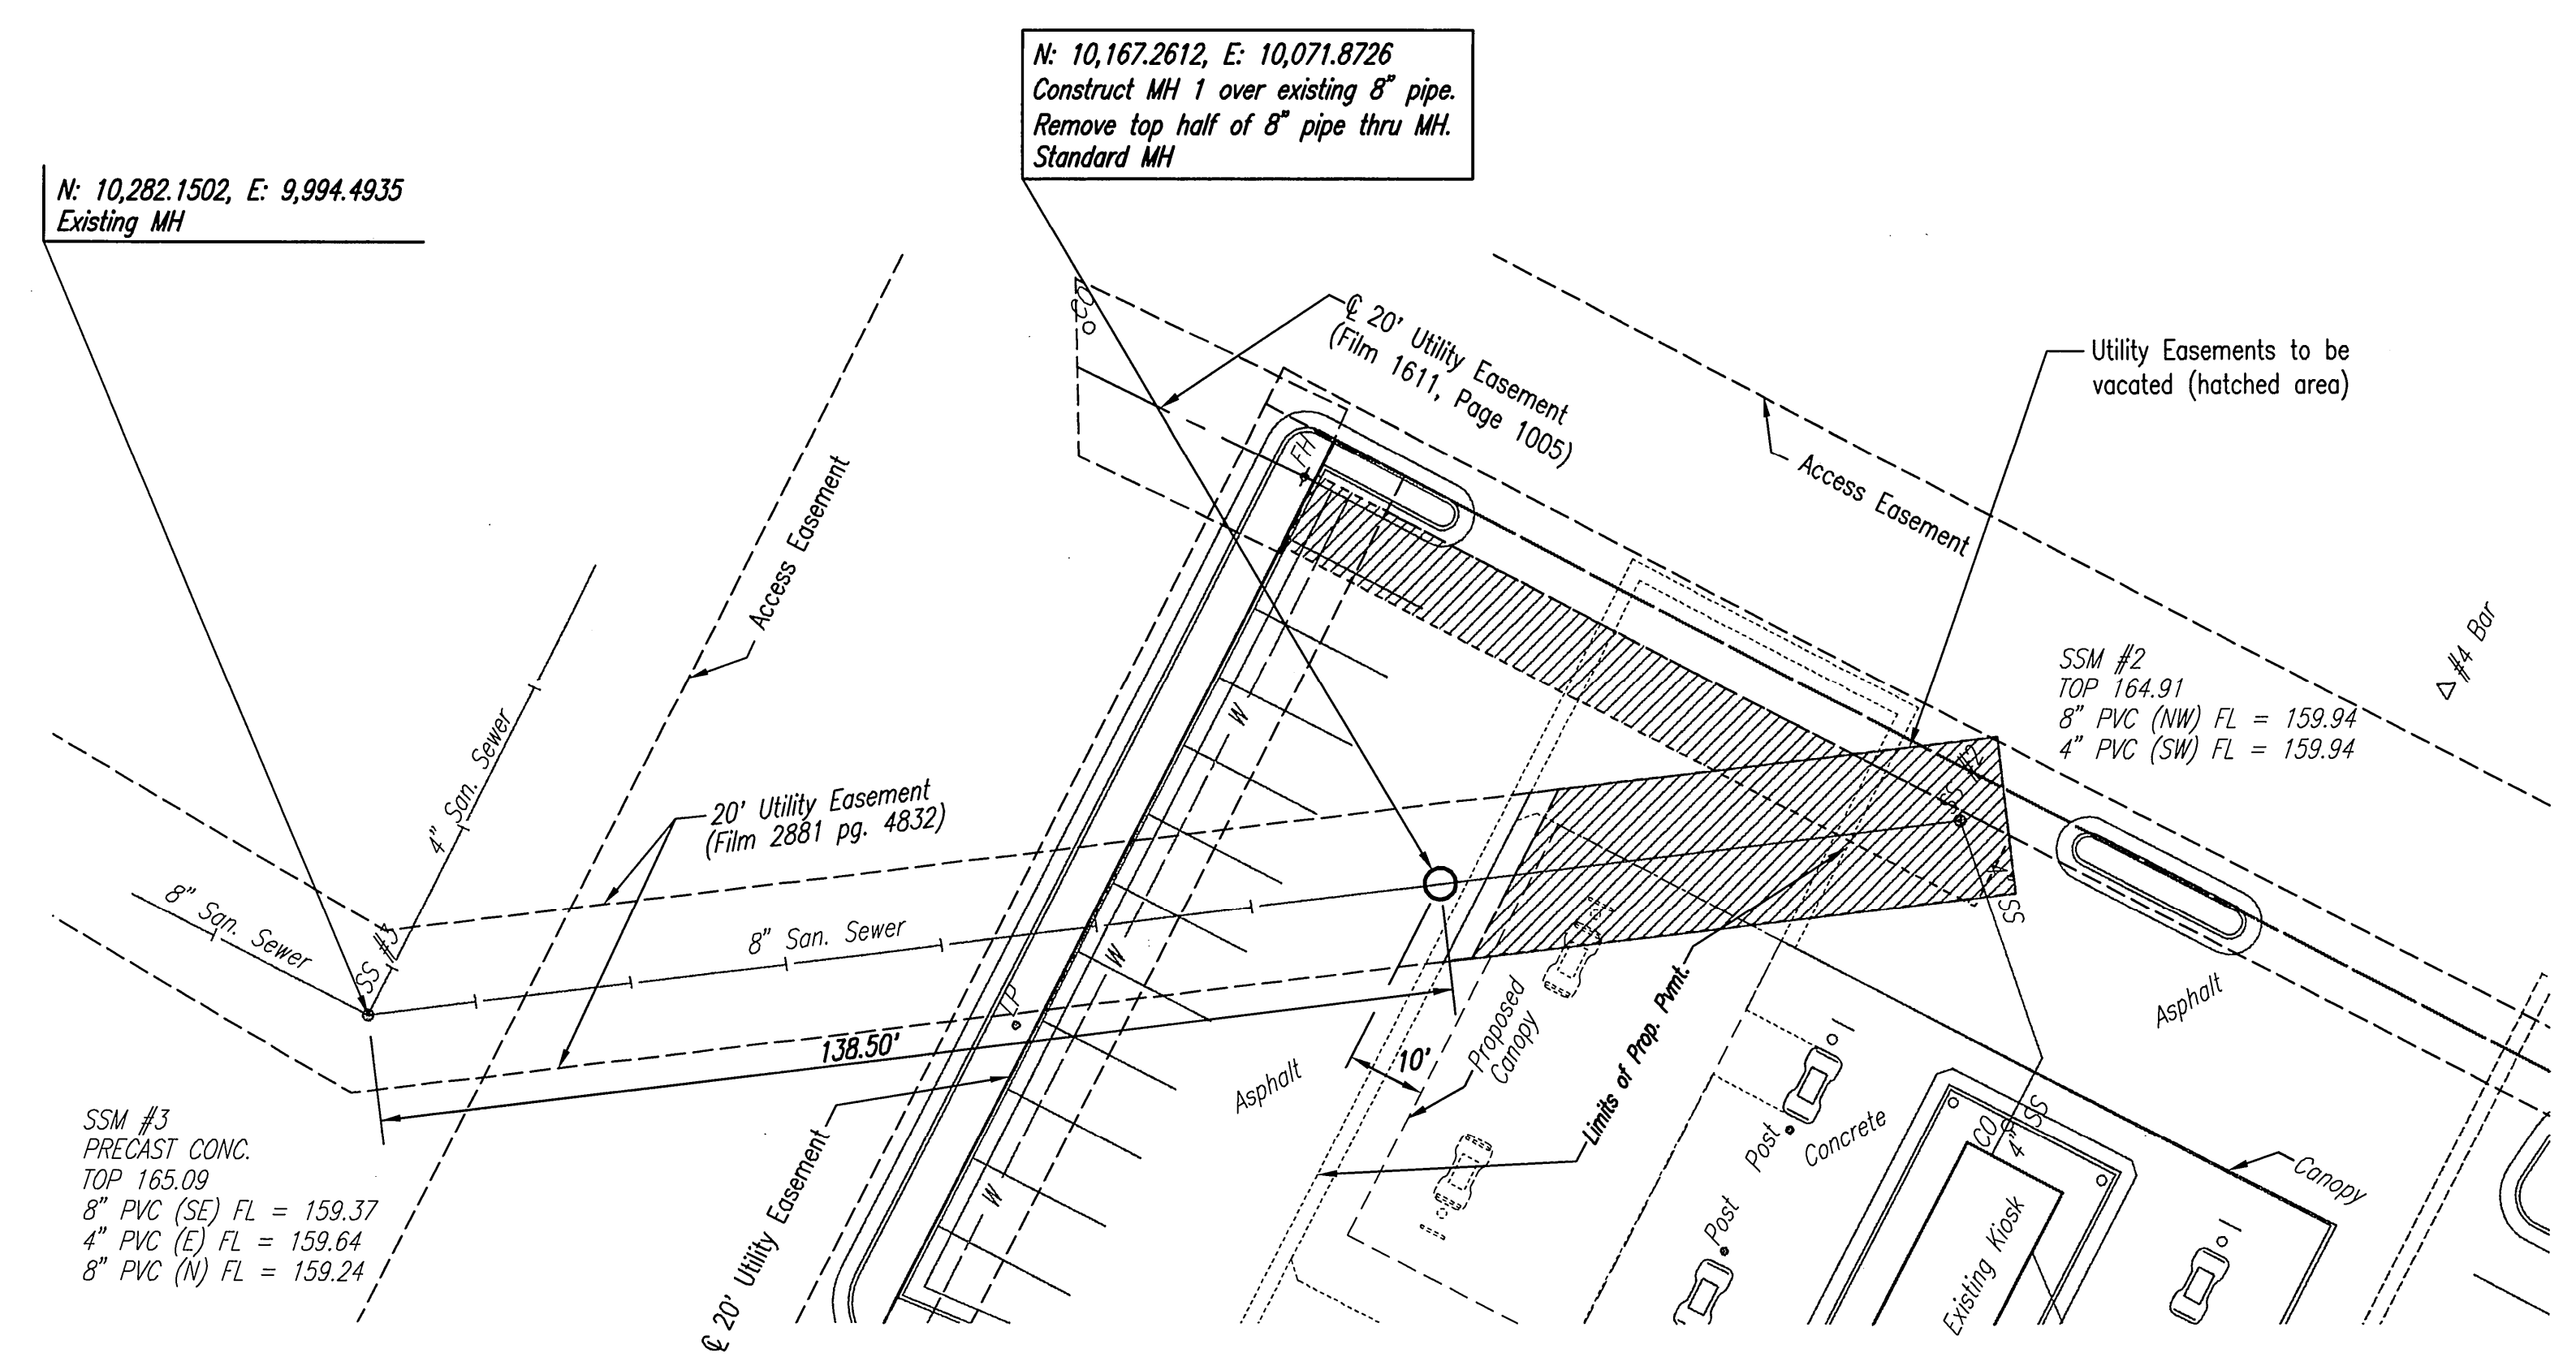 N: 10,167.2612, E: 10,071.8726
Construct MH 1 over existing 8" pipe.
Remove top half of 8" pipe thru MH.
Standard MH
N: 10,282.1502, E: 9,994.4935
Existing MH
℄ 20' Utility Easement
(Film 1611, Page 1005)
Utility Easements to be
vacated (hatched area)
Access Easement
Access Easement
FH
#4 Bar
SSM #2
TOP 164.91
8" PVC (NW) FL = 159.94
4" PVC (SW) FL = 159.94
W
4" San. Sewer
20' Utility Easement
(Film 2881 pg. 4832)
SS #2
8" San. Sewer
SS #3
8" San. Sewer
W
4" SS
LP
138.50'
10'
Asphalt
Proposed
Canopy
Limits of Prop. Pvmt.
Asphalt
SSM #3
PRECAST CONC.
TOP 165.09
8" PVC (SE) FL = 159.37
4" PVC (E) FL = 159.64
8" PVC (N) FL = 159.24
℄ 20' Utility Easement
W
Post
Post
Concrete
CO
4" SS
Canopy
Existing Kiosk